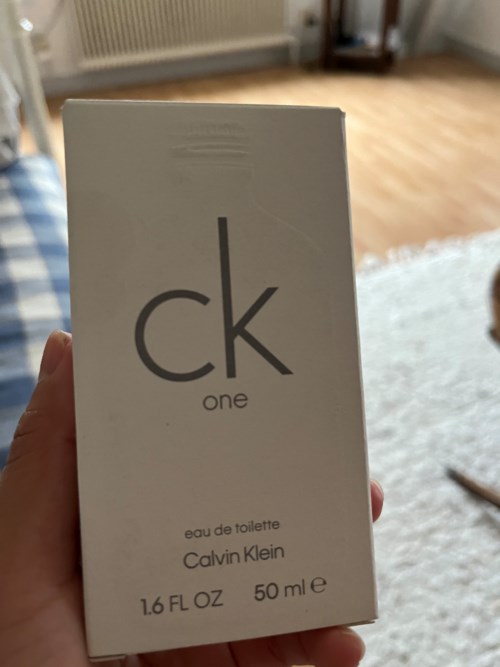 ck
one
eau de toilette
Calvin Klein
1.6 FL OZ 50 ml ℮